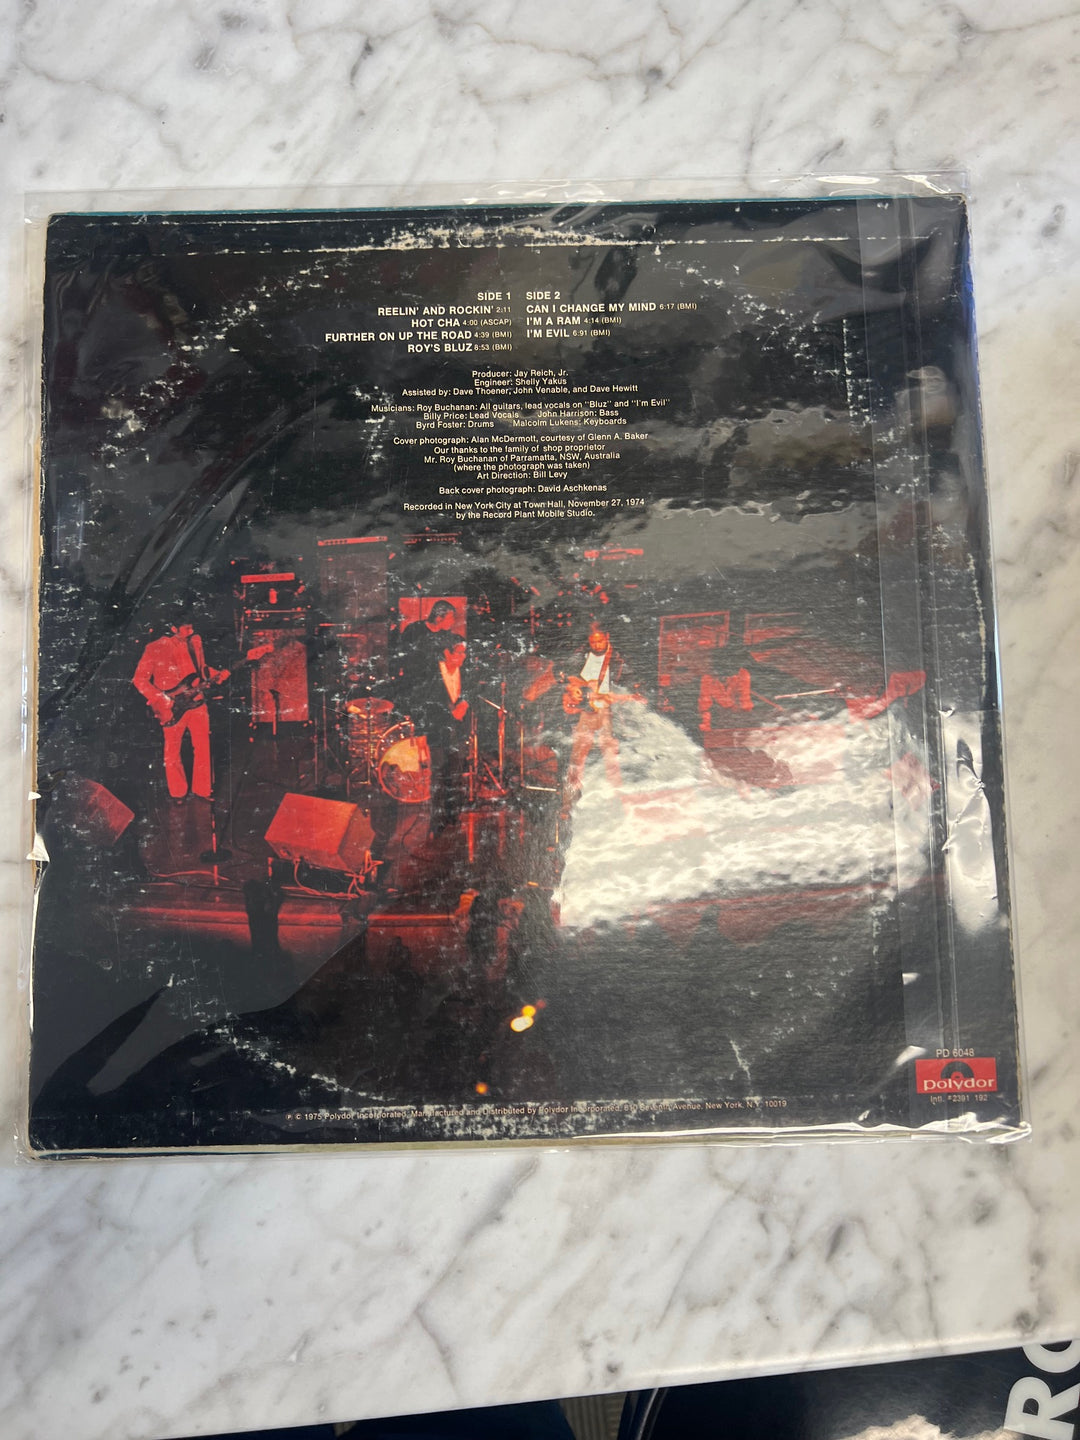 SIDE 1
REELIN' AND ROCKIN' 2:11
HOT CHA 4:00 (ASCAP)
FURTHER ON UP THE ROAD 4:39 (BMI)
ROY'S BLUZ 8:53 (BMI)
SIDE 2
CAN I CHANGE MY MIND 6:17 (BMI)
I'M A RAM 4:14 (BMI)
I'M EVIL 6:91 (BMI)
Producer: Jay Reich, Jr.
Engineer: Shelly Yakus
Assisted by: Dave Thoener, John Venable, and Dave Hewitt
Musicians: Roy Buchanan: All guitars, lead vocals on "Bluz" and "I'm Evil"
Billy Price: Lead Vocals John Harrison: Bass
Byrd Foster: Drums Malcolm Lukens: Keyboards
Cover photograph: Alan McDermott, courtesy of Glenn A. Baker
Our thanks to the family of shop proprietor
Mr. Roy Buchanan of Parramatta, NSW, Australia
(where the photograph was taken)
Art Direction: Bill Levy
Back cover photograph: David Aschkenas
Recorded in New York City at Town Hall, November 27, 1974
by the Record Plant Mobile Studio.
PD 6048
polydor
Intl. #2391 192
℗ © 1975 Polydor Incorporated. Manufactured and Distributed by Polydor Incorporated, 810 Seventh Avenue, New York, N.Y. 10019
RO